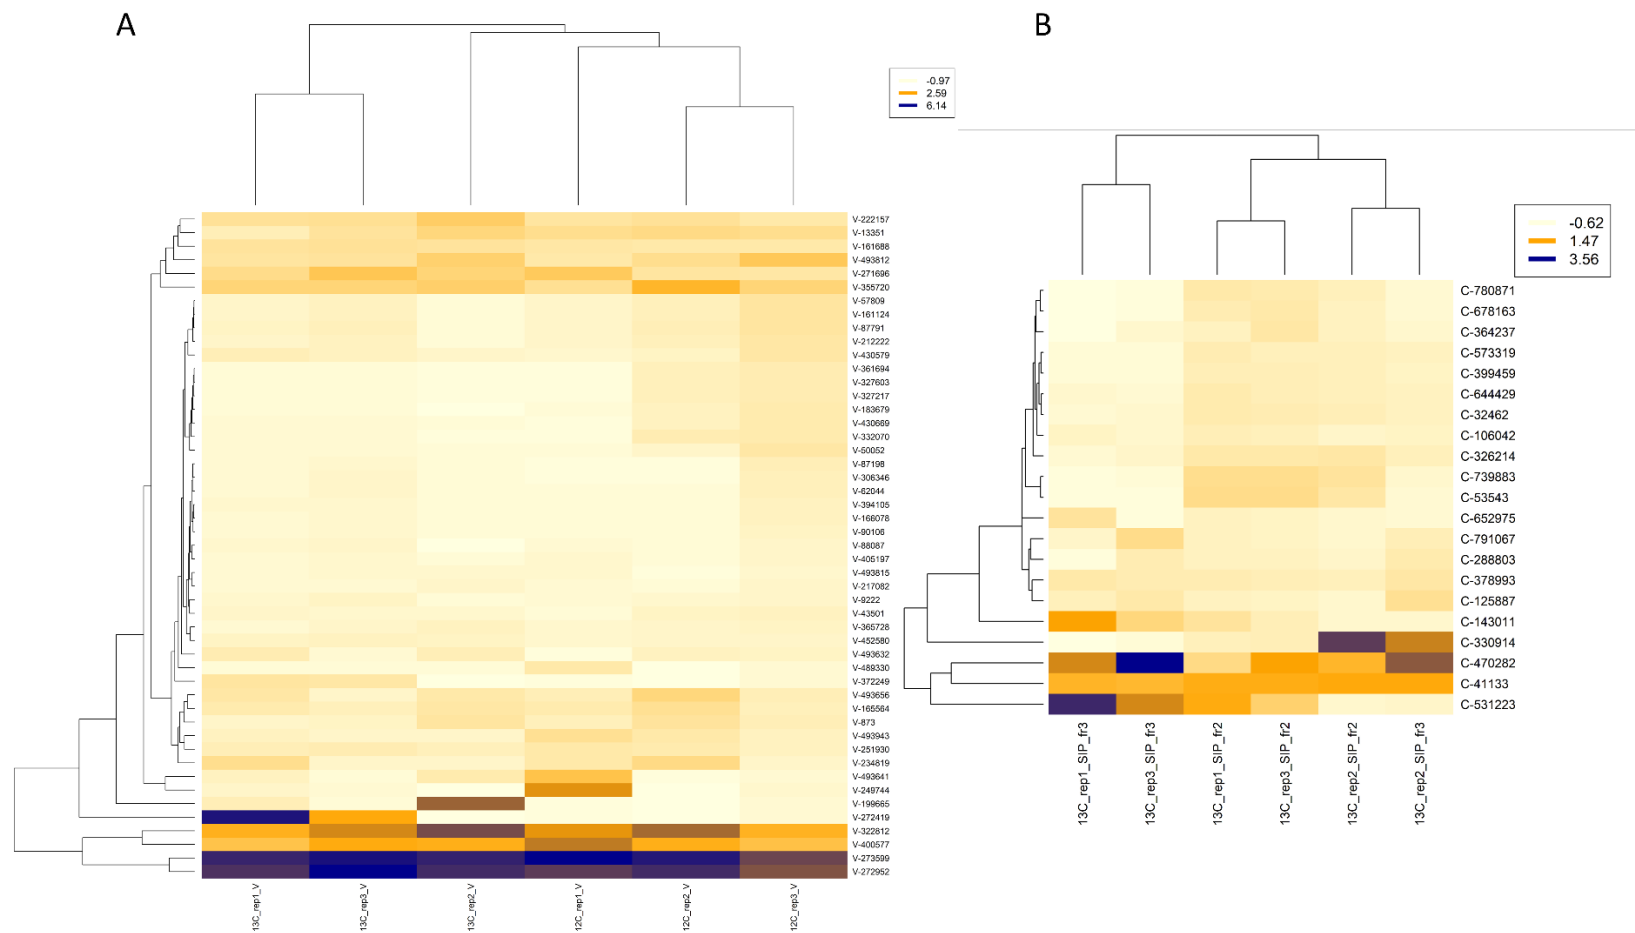 A
B
-0.97
2.59
6.14
V-222157
V-13351
V-161688
V-493812
V-271696
V-355720
V-57809
V-161124
V-87791
V-212222
V-430579
V-361694
V-327603
V-327217
V-183679
V-430669
V-332070
V-50052
V-87198
V-306346
V-62044
V-394105
V-166078
V-90106
V-88087
V-405197
V-493815
V-217082
V-9222
V-43501
V-365728
V-452580
V-493632
V-489330
V-372249
V-493656
V-165564
V-873
V-493943
V-251930
V-234819
V-493641
V-249744
V-199665
V-272419
V-322812
V-400577
V-273599
V-272952
13C_rep1_V
13C_rep3_V
13C_rep2_V
12C_rep1_V
12C_rep2_V
12C_rep3_V
-0.62
1.47
3.56
C-780871
C-678163
C-364237
C-573319
C-399459
C-644429
C-32462
C-106042
C-326214
C-739883
C-53543
C-652975
C-791067
C-288803
C-378993
C-125887
C-143011
C-330914
C-470282
C-41133
C-531223
13C_rep1_SIP_fr3
13C_rep3_SIP_fr3
13C_rep1_SIP_fr2
13C_rep3_SIP_fr2
13C_rep2_SIP_fr2
13C_rep2_SIP_fr3